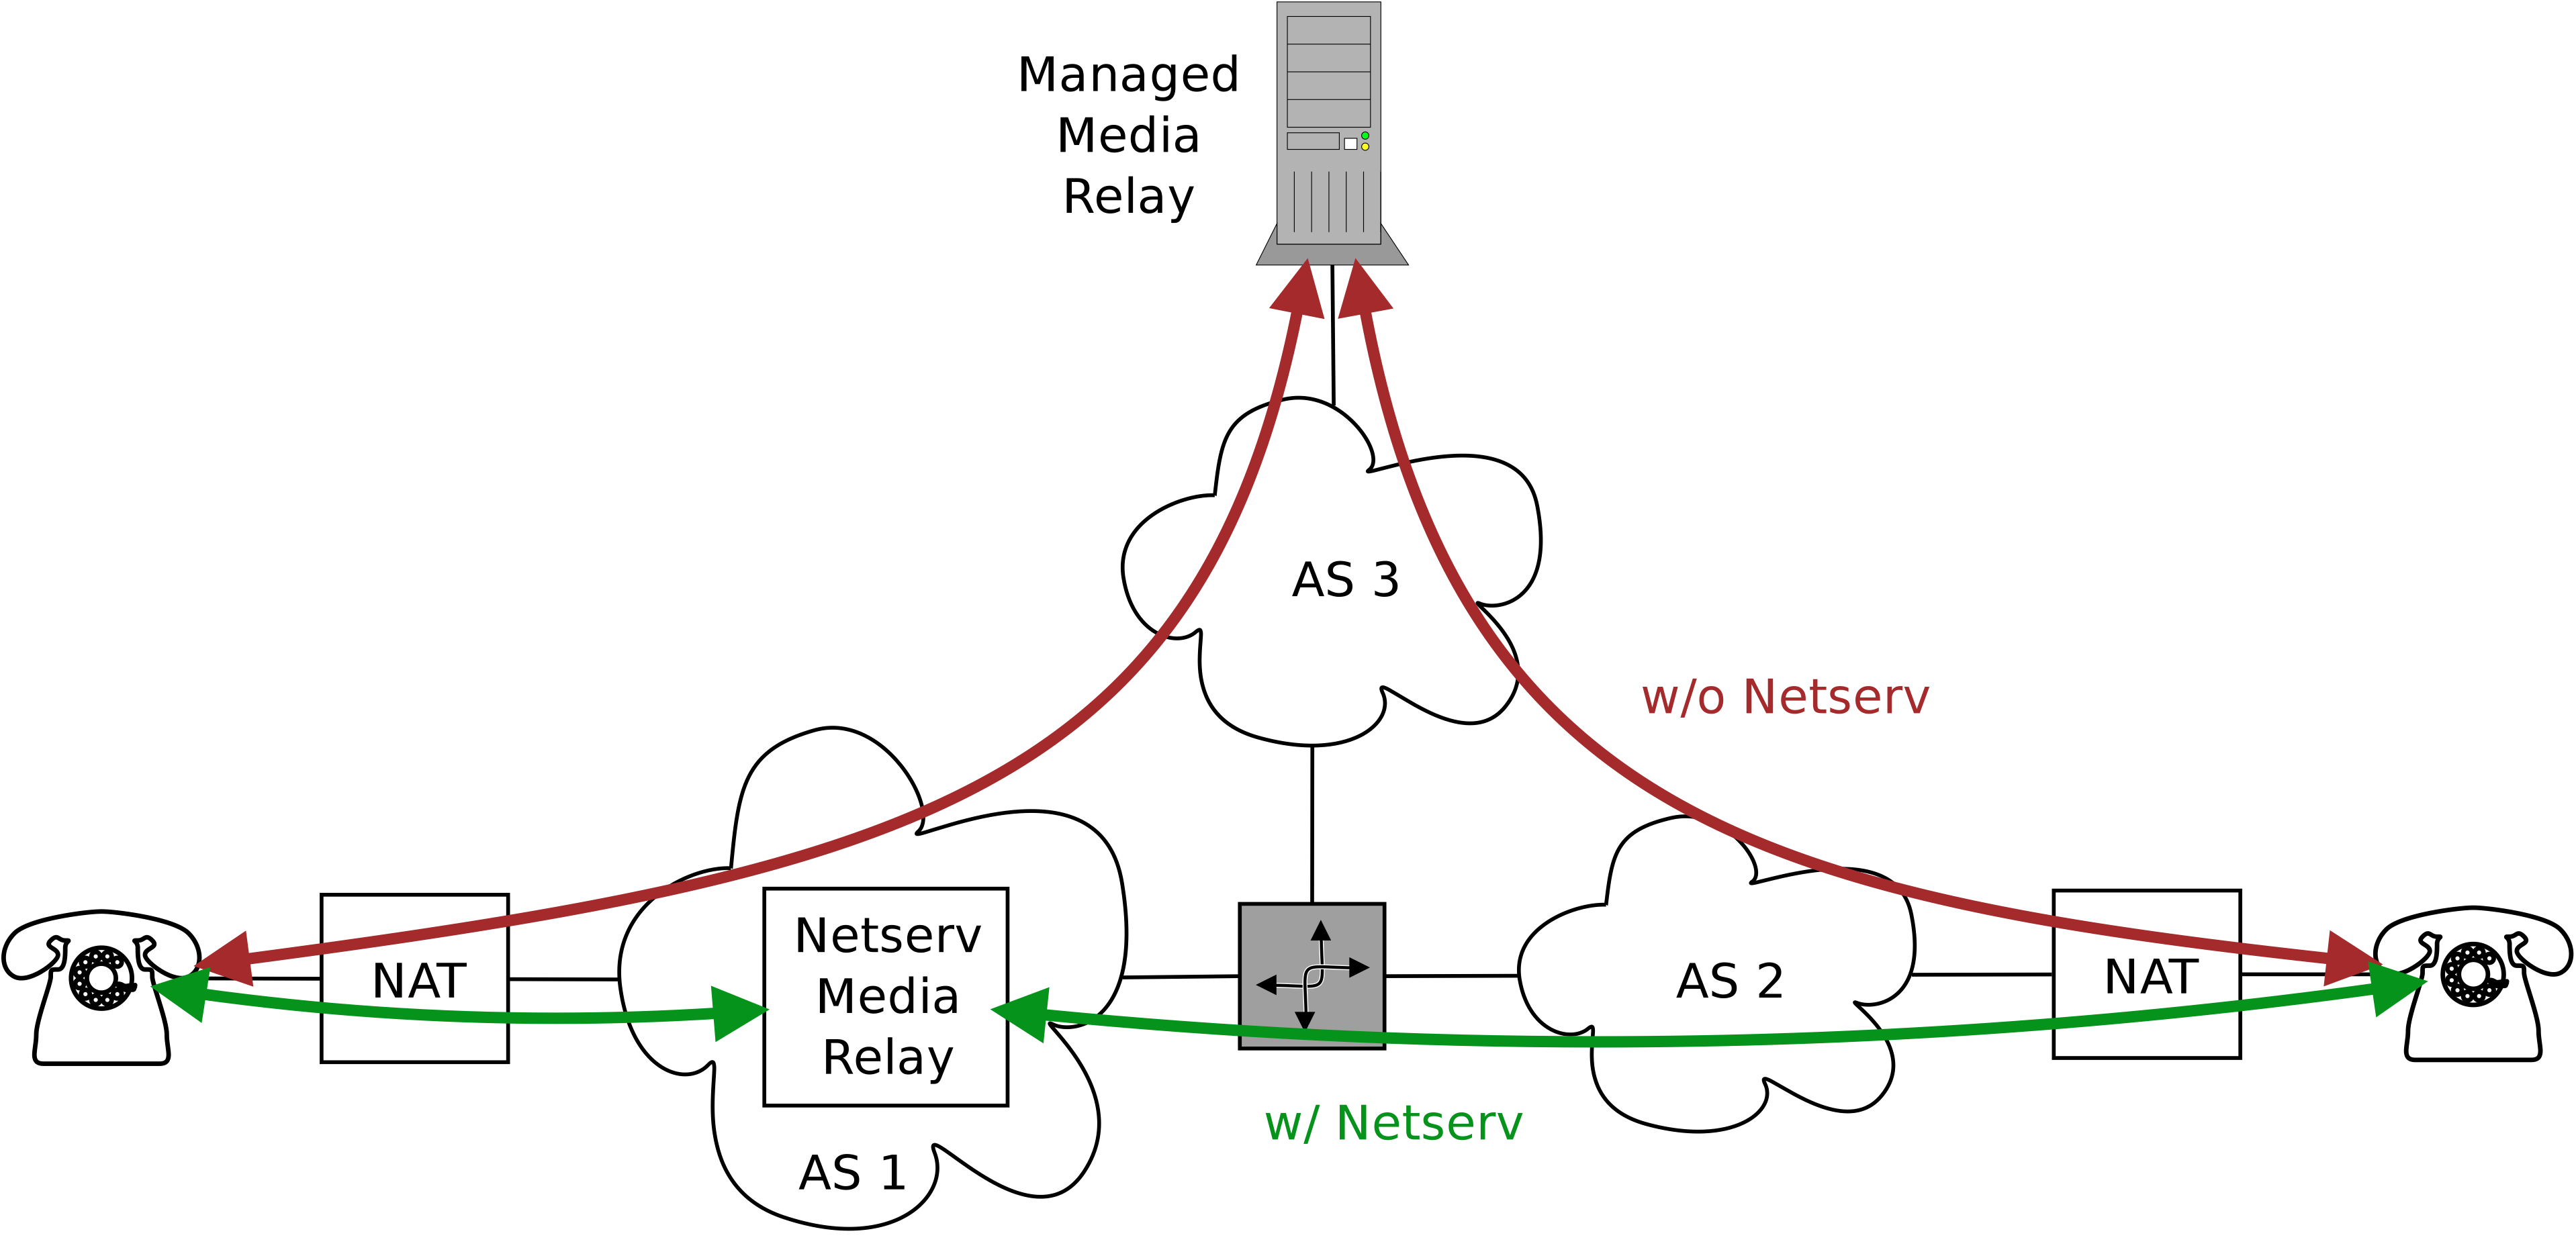 Managed
Media
Relay
AS 3
w/o Netserv
NAT
Netserv
Media
Relay
AS 1
AS 2
NAT
w/ Netserv